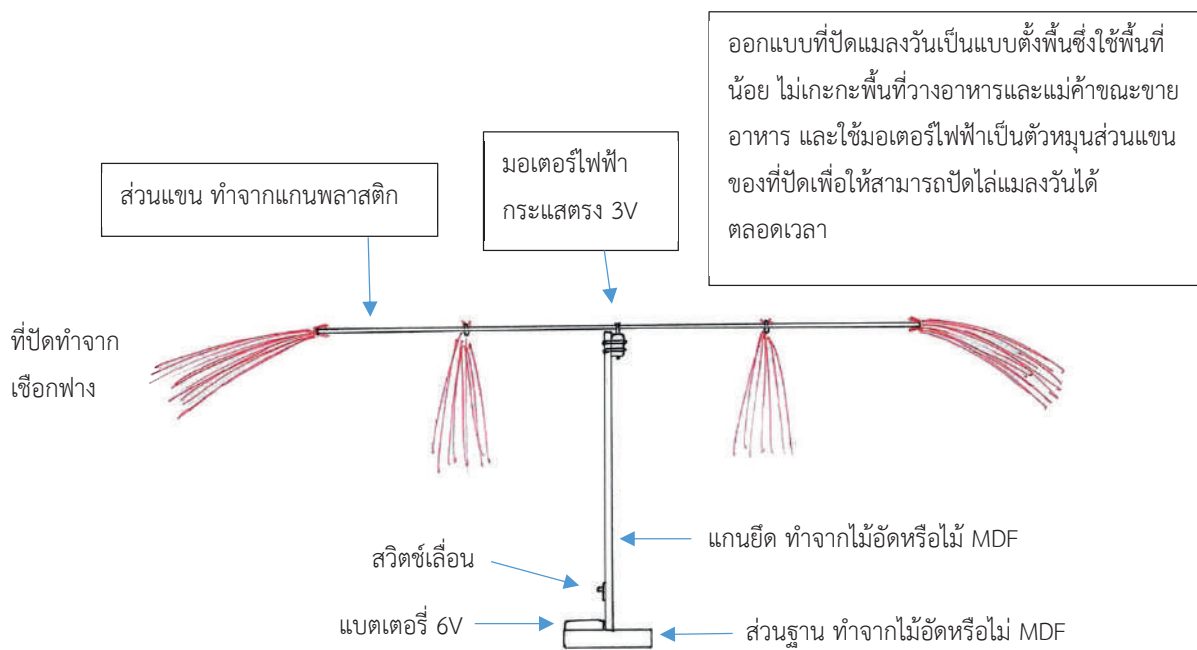 ออกแบบที่ปัดแมลงวันเป็นแบบตั้งพื้นซึ่งใช้พื้นที่
น้อย ไม่เกะกะพื้นที่วางอาหารและแม่ค้าขณะขาย
อาหาร และใช้มอเตอร์ไฟฟ้าเป็นตัวหมุนส่วนแขน
ของที่ปัดเพื่อให้สามารถปัดไล่แมลงวันได้
ตลอดเวลา
มอเตอร์ไฟฟ้า
กระแสตรง 3V
ส่วนแขน ทำจากแกนพลาสติก
ที่ปัดทำจาก
เชือกฟาง
แกนยึด ทำจากไม้อัดหรือไม้ MDF
สวิตช์เลื่อน
แบตเตอรี่ 6V
ส่วนฐาน ทำจากไม้อัดหรือไม่ MDF